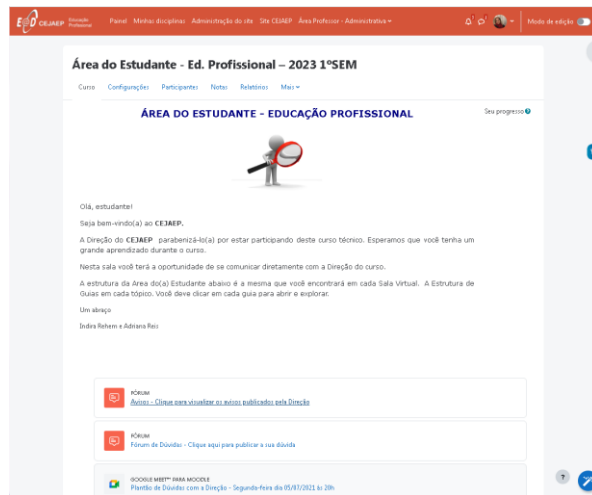 EaD CEJAEP Educação Profissional Painel Minhas disciplinas Administração do site Site CEJAEP Área Professor - Administrativa Modo de edição
Área do Estudante - Ed. Profissional – 2023 1ºSEM
Curso Configurações Participantes Notas Relatórios Mais
ÁREA DO ESTUDANTE - EDUCAÇÃO PROFISSIONAL
Seu progresso ?
Olá, estudante!
Seja bem-vindo(a) ao CEJAEP.
A Direção do CEJAEP parabenizá-lo(a) por estar participando deste curso técnico. Esperamos que você tenha um
grande aprendizado durante o curso.
Nesta sala você terá a oportunidade de se comunicar diretamente com a Direção do curso.
A estrutura da Área do(a) Estudante abaixo é a mesma que você encontrará em cada Sala Virtual. A Estrutura de
Guias em cada tópico. Você deve clicar em cada guia para abrir e explorar.
Um abraço
Indira Rehem e Adriana Reis
FÓRUM
Avisos - Clique para visualizar os avisos publicados pela Direção
FÓRUM
Fórum de Dúvidas - Clique aqui para publicar a sua dúvida
GOOGLE MEET™ PARA MOODLE
Plantão de Dúvidas com a Direção - Segunda-feira dia 05/07/2021 às 20h
?